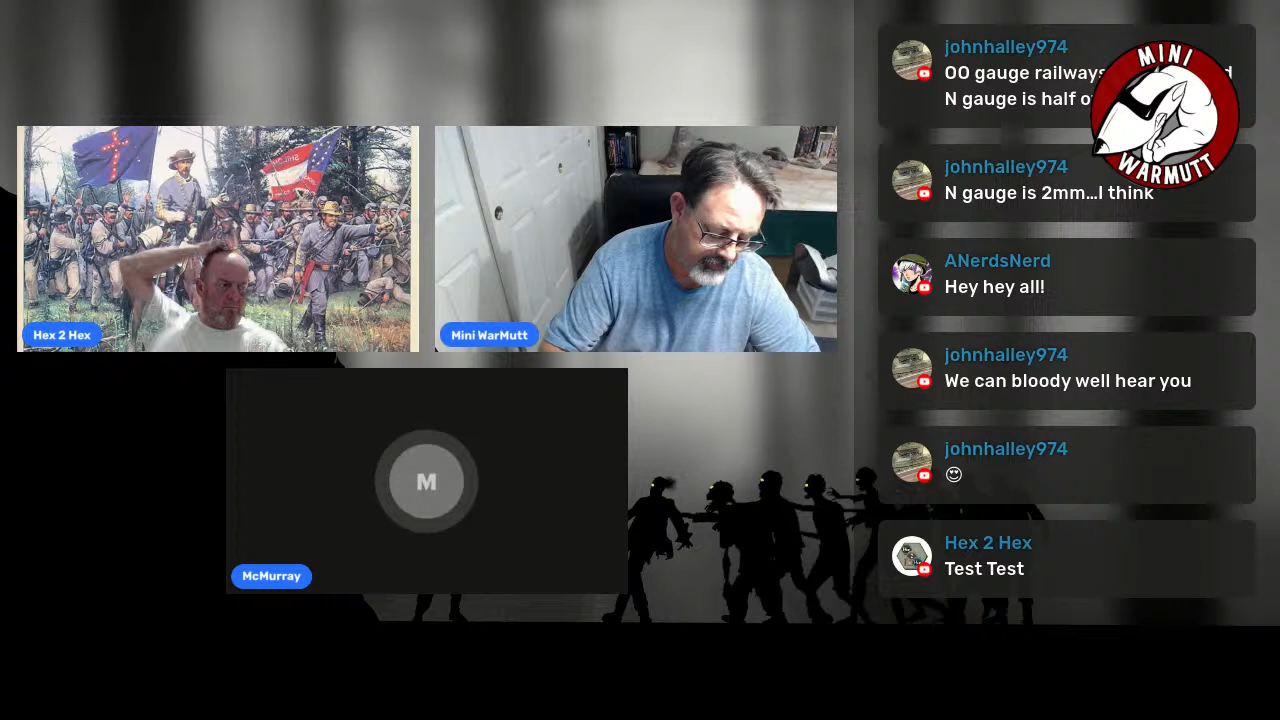 johnhalley974
OO gauge railways
N gauge is half o
MINI
WARMUTT
johnhalley974
N gauge is 2mm...I think
ANerdsNerd
Hey hey all!
johnhalley974
We can bloody well hear you
johnhalley974
😍
Hex 2 Hex
Test Test
SHILOH
Hex 2 Hex
Mini WarMutt
M
McMurray